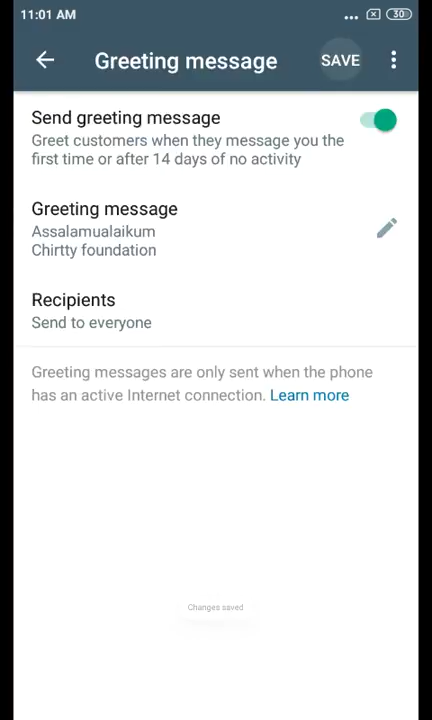 11:01 AM
30
Greeting message
SAVE
Send greeting message
Greet customers when they message you the
first time or after 14 days of no activity
Greeting message
Assalamualaikum
Chirtty foundation
Recipients
Send to everyone
Greeting messages are only sent when the phone
has an active Internet connection. Learn more
Changes saved